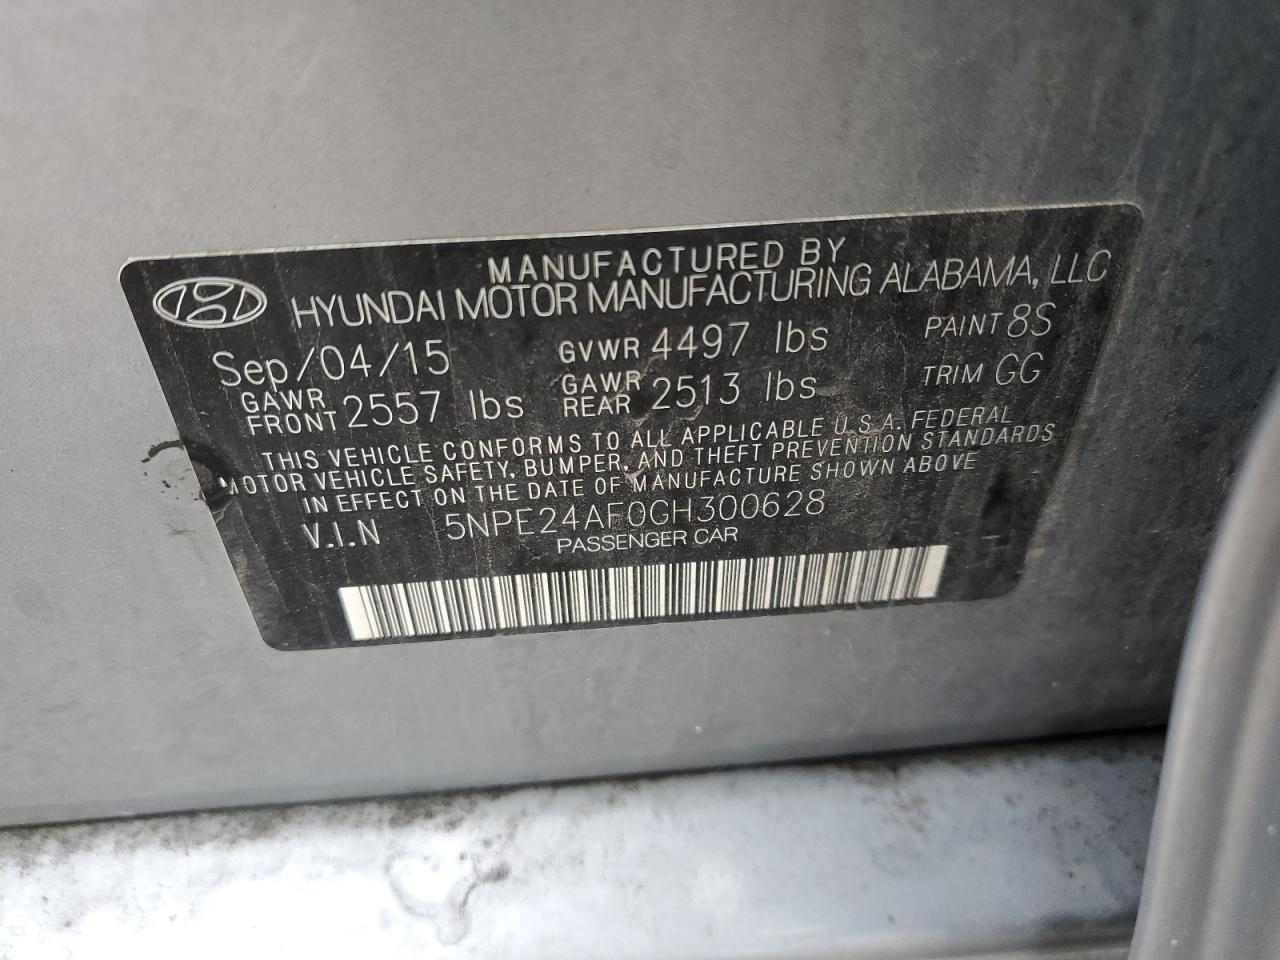 MANUFACTURED BY
HYUNDAI MOTOR MANUFACTURING ALABAMA, LLC
Sep/04/15 GVWR 4497 lbs PAINT 8S
GAWR FRONT 2557 lbs GAWR REAR 2513 lbs TRIM GG
THIS VEHICLE CONFORMS TO ALL APPLICABLE U.S.A. FEDERAL
MOTOR VEHICLE SAFETY, BUMPER, AND THEFT PREVENTION STANDARDS
IN EFFECT ON THE DATE OF MANUFACTURE SHOWN ABOVE
V.I.N 5NPE24AF0GH300628
PASSENGER CAR